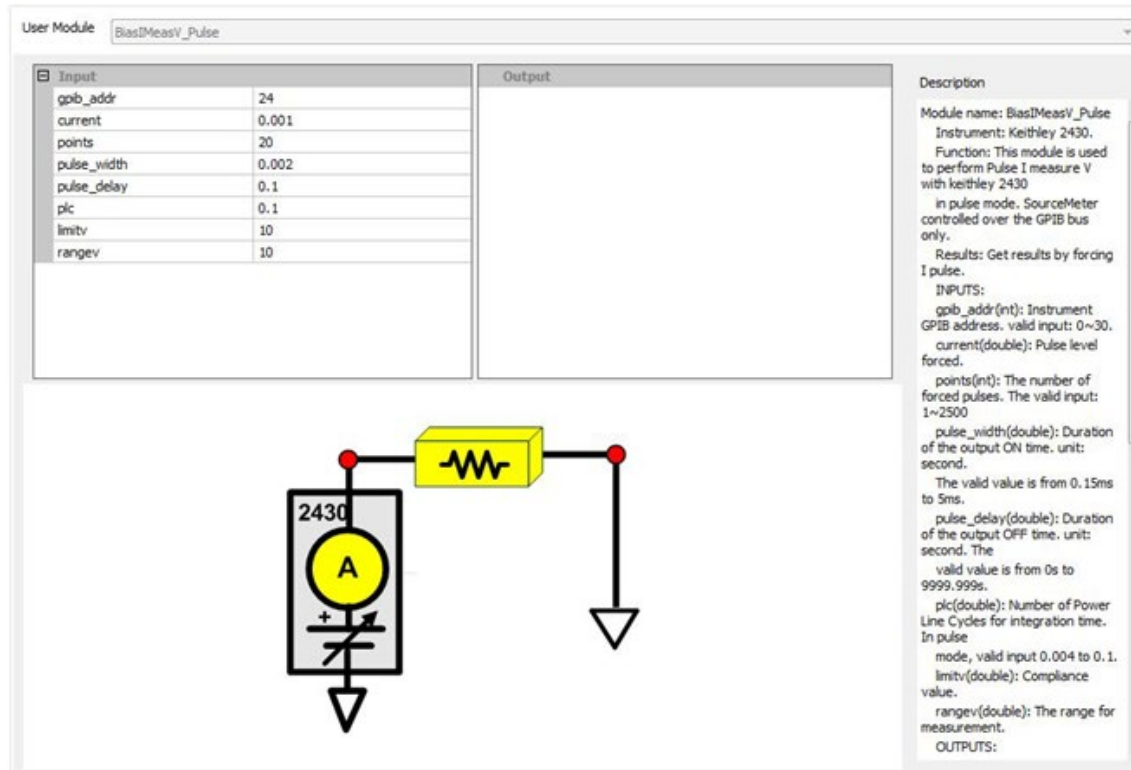 User Module
BiasIMeasV_Pulse
Input
gpib_addr 24
current 0.001
points 20
pulse_width 0.002
pulse_delay 0.1
plc 0.1
limitv 10
rangev 10
Output
2430
A
+
Description
Module name: BiasIMeasV_Pulse
Instrument: Keithley 2430.
Function: This module is used
to perform Pulse I measure V
with keithley 2430
in pulse mode. SourceMeter
controlled over the GPIB bus
only.
Results: Get results by forcing
I pulse.
INPUTS:
gpib_addr(int): Instrument
GPIB address. valid input: 0~30.
current(double): Pulse level
forced.
points(int): The number of
forced pulses. The valid input:
1~2500
pulse_width(double): Duration
of the output ON time. unit:
second.
The valid value is from 0.15ms
to 5ms.
pulse_delay(double): Duration
of the output OFF time. unit:
second. The
valid value is from 0s to
9999.999s.
plc(double): Number of Power
Line Cycles for integration time.
In pulse
mode, valid input 0.004 to 0.1.
limitv(double): Compliance
value.
rangev(double): The range for
measurement.
OUTPUTS: